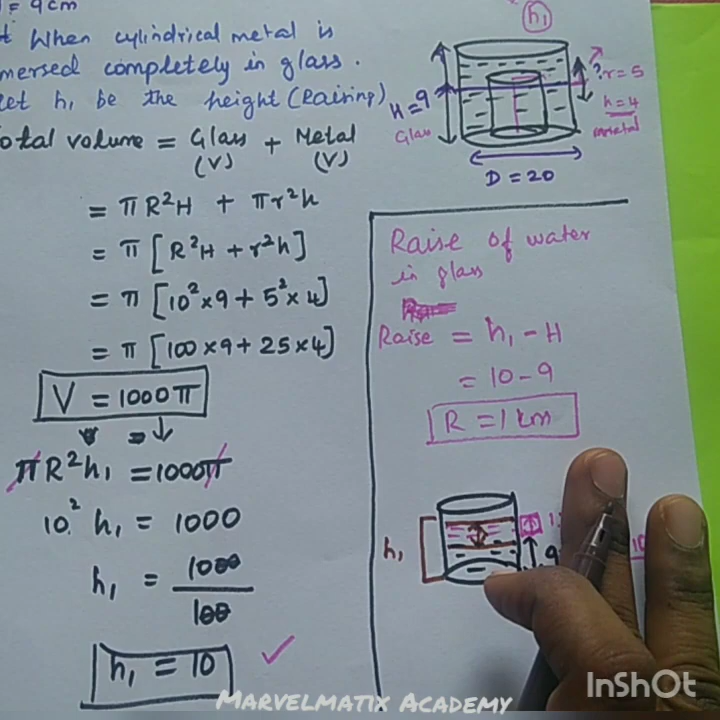 = 9cm
When cylindrical metal is
mersed completely in glass.
et h₁ be the height (Raising)
otal volume = Glass + Metal
(V) (V)
= πR²H + πr²h
= π [R²H + r²h]
= π [10² × 9 + 5² × 4]
= π [100 × 9 + 25 × 4]
V = 1000π
πR²h₁ = 1000π
10² h₁ = 1000
h₁ = 1000
100
h₁ = 10
h₁
H = 9
Glass
? r = 5
h = 4
metal
D = 20
Raise of water
in glass
Raise = h₁ - H
= 10 - 9
R = 1 cm
h₁
9
10
MARVELMATIX ACADEMY
InShOt